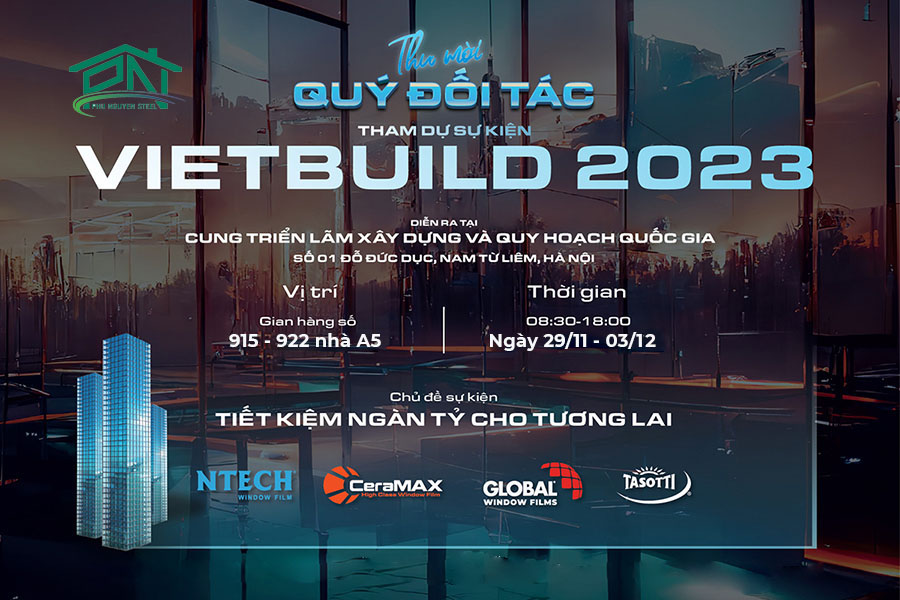 Thư mời
QUÝ ĐỐI TÁC
PHU NGUYEN STEEL
THAM DỰ SỰ KIỆN
VIETBUILD 2023
DIỄN RA TẠI
CUNG TRIỂN LÃM XÂY DỰNG VÀ QUY HOẠCH QUỐC GIA
SỐ 01 ĐỖ ĐỨC DỤC, NAM TỪ LIÊM, HÀ NỘI
Vị trí
Gian hàng số
915 - 922 nhà A5
Thời gian
08:30-18:00
Ngày 29/11 - 03/12
Chủ đề sự kiện
TIẾT KIỆM NGÀN TỶ CHO TƯƠNG LAI
NTECH
WINDOW FILM
CeraMAX
High Class Window Film
GLOBAL
WINDOW FILMS
TASOTTI